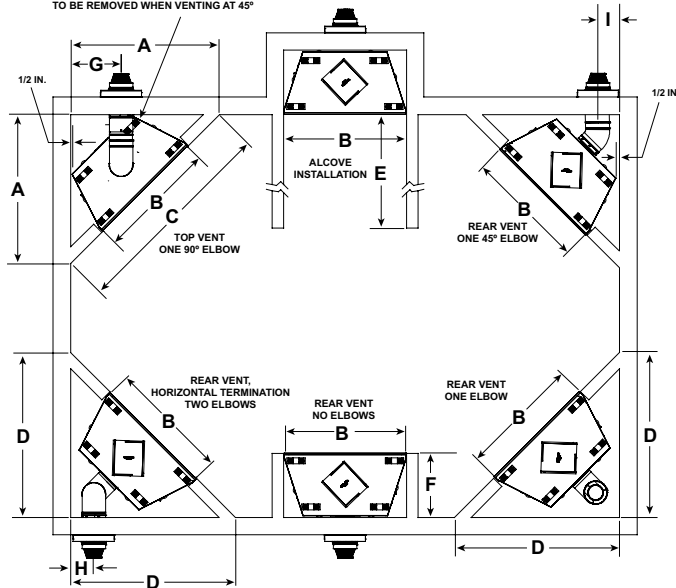 TO BE REMOVED WHEN VENTING AT 45º
A
I
G
1/2 IN.
1/2 IN
B
A
ALCOVE
INSTALLATION
E
B
C
B
TOP VENT
ONE 90º ELBOW
REAR VENT
ONE 45º ELBOW
REAR VENT,
HORIZONTAL TERMINATION
TWO ELBOWS
REAR VENT
NO ELBOWS
REAR VENT
ONE ELBOW
B
B
B
D
D
F
H
D
D